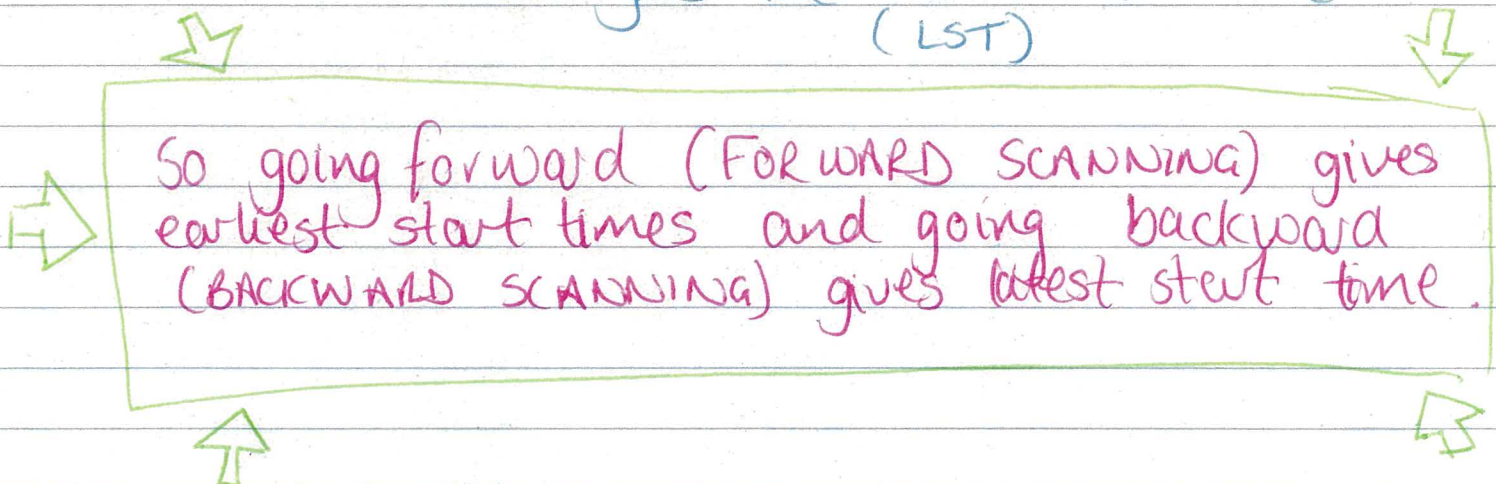 (LST)
So going forward (FORWARD SCANNING) gives
earliest start times and going backward
(BACKWARD SCANNING) gives latest start time.